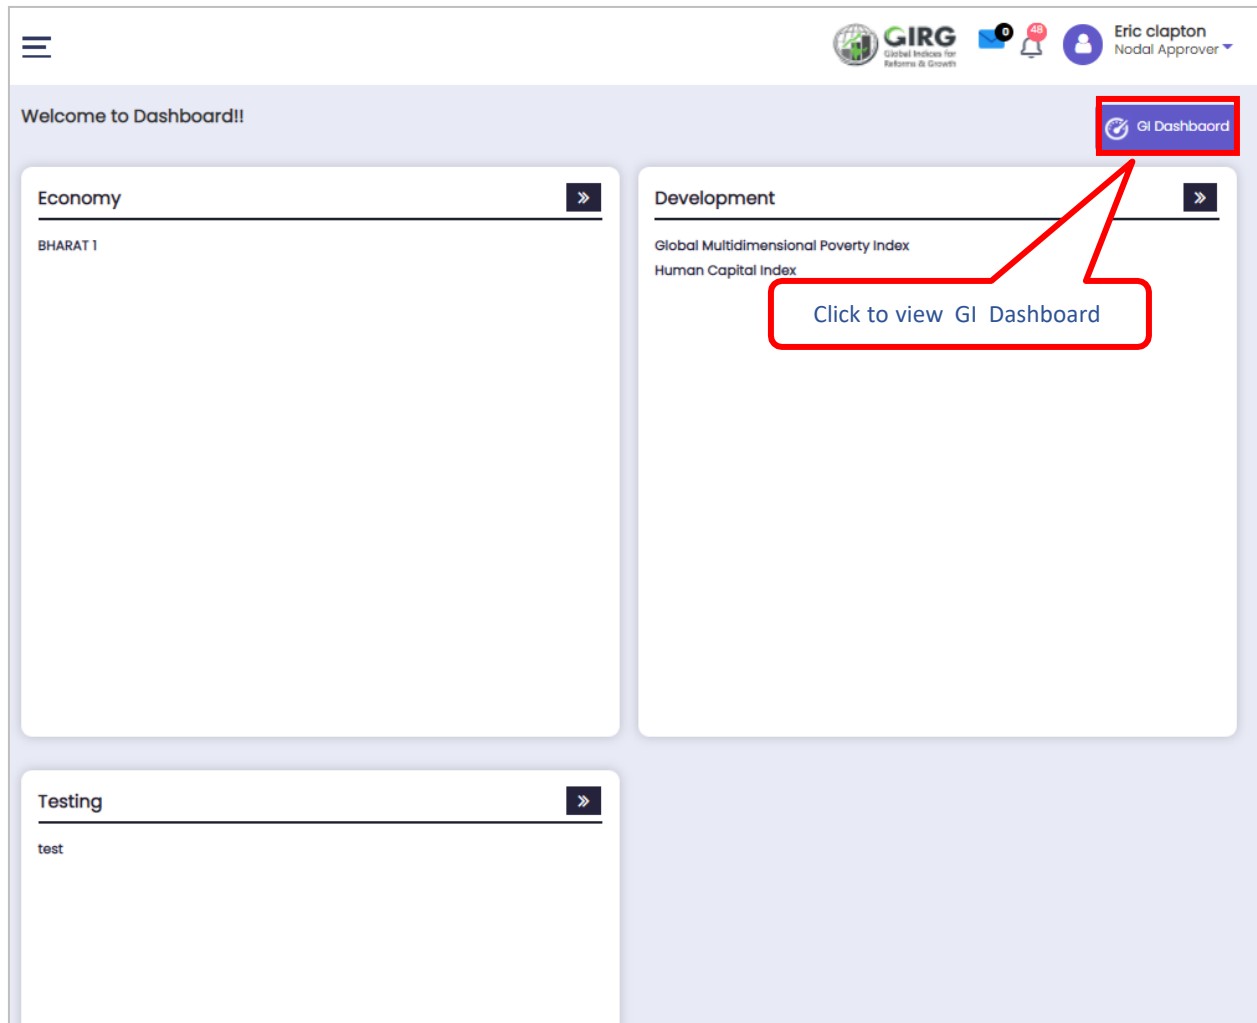 GIRG
Global Indices for
Reforms & Growth
0
48
Eric clapton
Nodal Approver
Welcome to Dashboard!!
GI Dashbaord
Economy
BHARAT 1
Development
Global Multidimensional Poverty Index
Human Capital Index
Click to view GI Dashboard
Testing
test